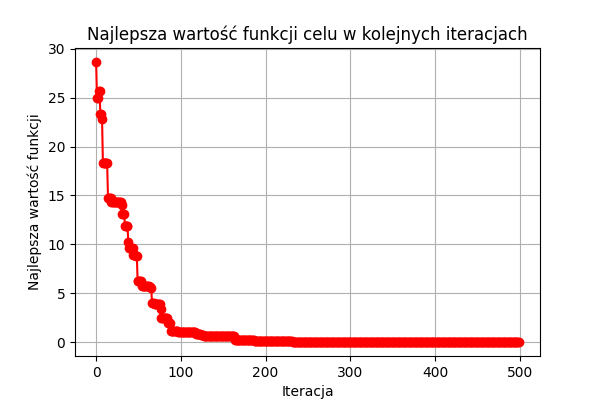 Najlepsza wartość funkcji celu w kolejnych iteracjach
30
25
20
15
10
5
0
Najlepsza wartość funkcji
0 100 200 300 400 500
Iteracja